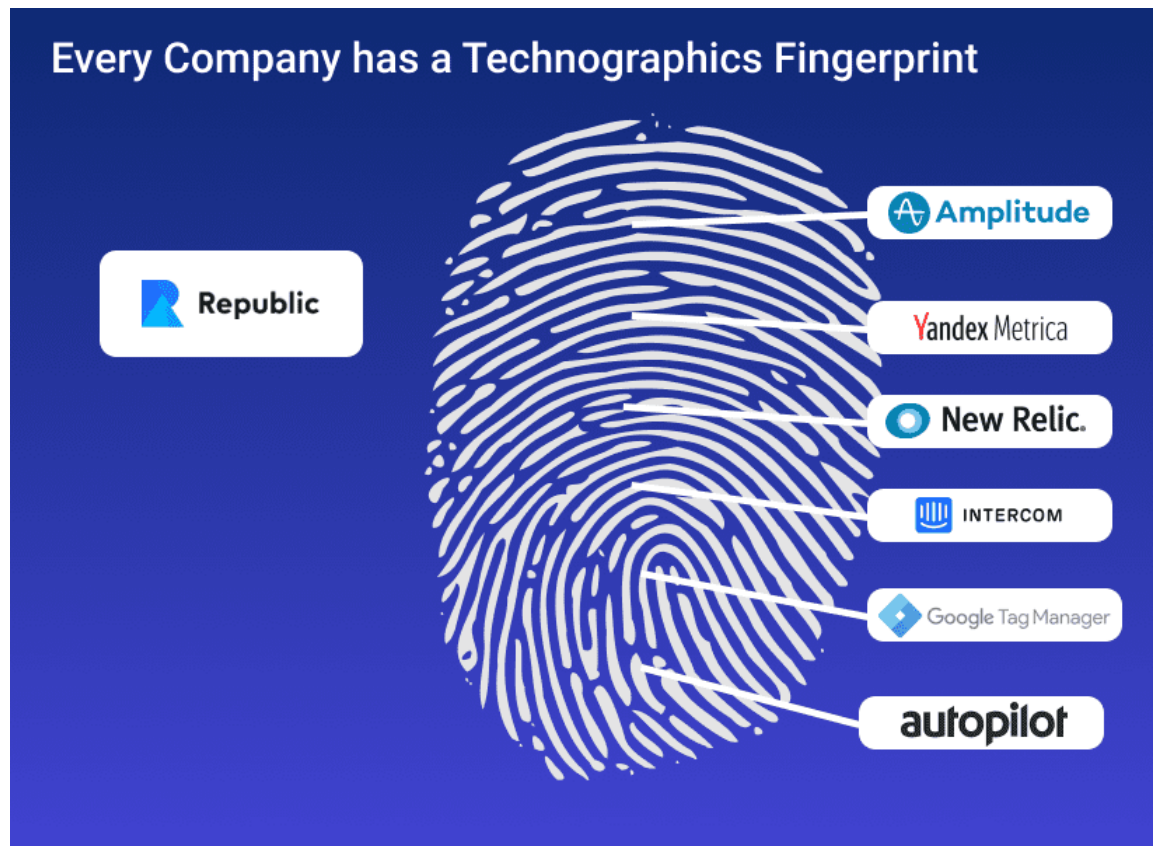 Every Company has a Technographics Fingerprint
Republic
Amplitude
Yandex Metrica
New Relic.
INTERCOM
Google Tag Manager
autopilot